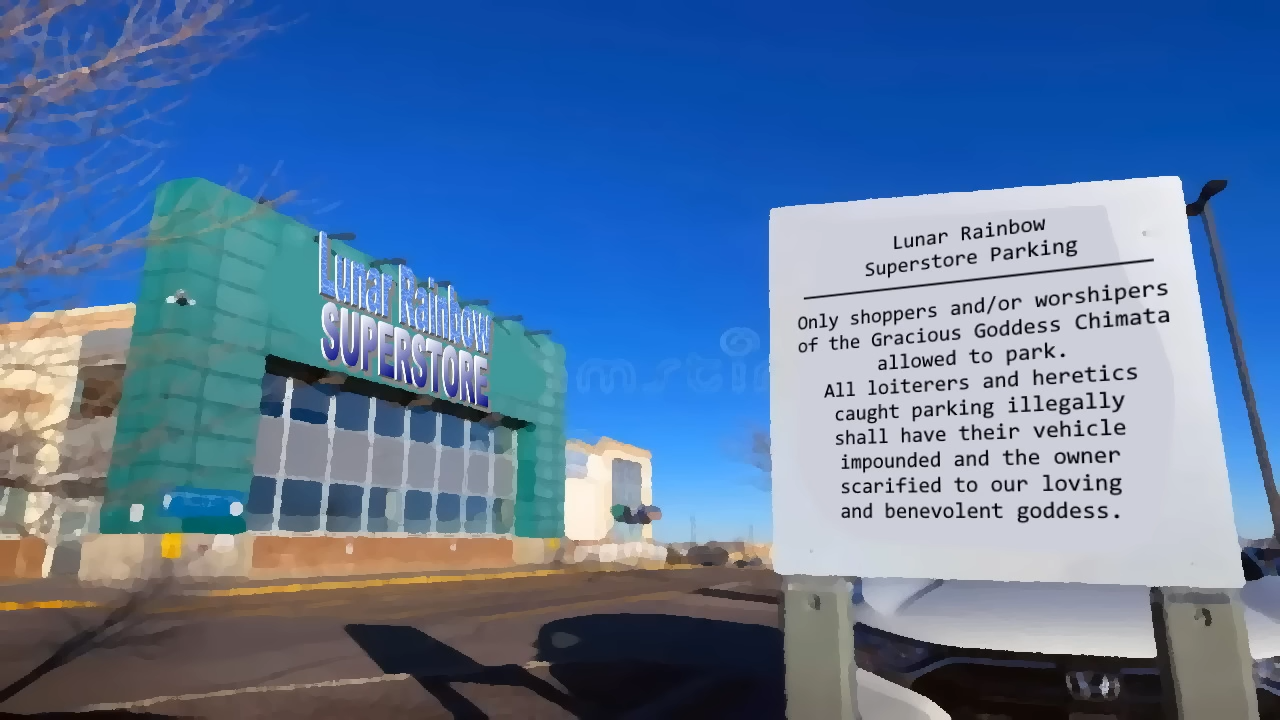 Lunar Rainbow
SUPERSTORE
Lunar Rainbow
Superstore Parking
Only shoppers and/or worshipers
of the Gracious Goddess Chimata
allowed to park.
All loiterers and heretics
caught parking illegally
shall have their vehicle
impounded and the owner
scarified to our loving
and benevolent goddess.